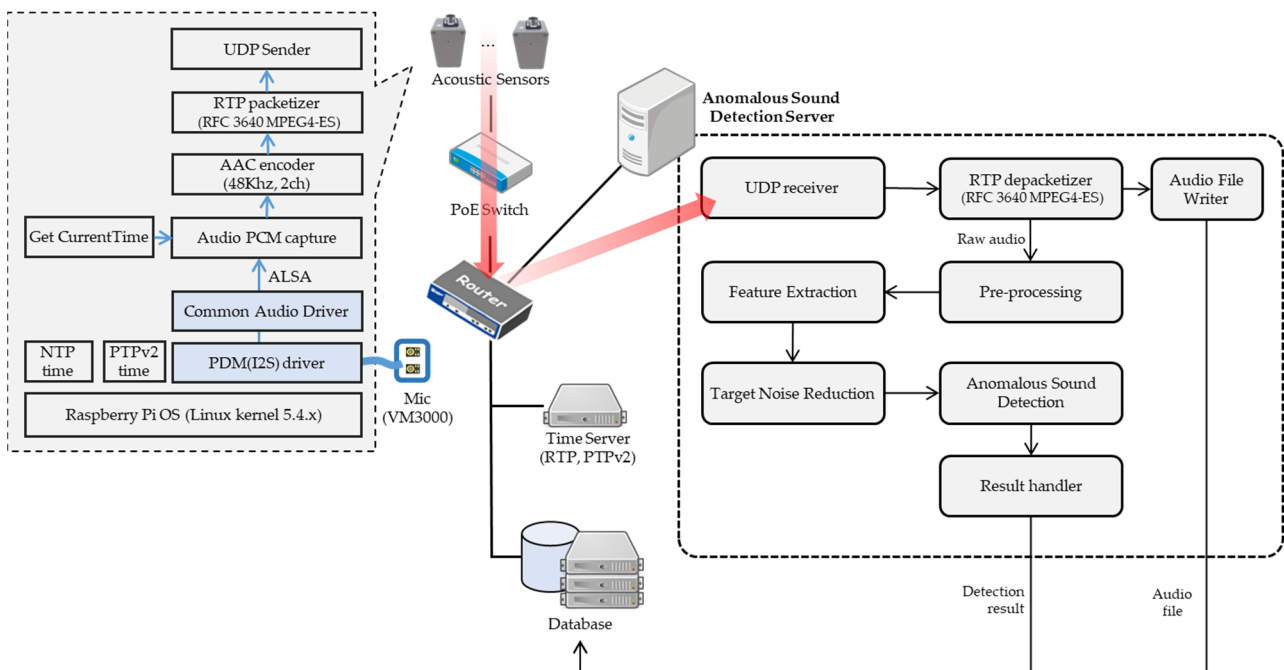 UDP Sender
RTP packetizer
(RFC 3640 MPEG4-ES)
AAC encoder
(48Khz, 2ch)
Get CurrentTime
Audio PCM capture
ALSA
Common Audio Driver
NTP
time
PTPv2
time
PDM(I2S) driver
Raspberry Pi OS (Linux kernel 5.4.x)
Mic
(VM3000)
...
Acoustic Sensors
PoE Switch
Router
Time Server
(RTP, PTPv2)
Database
Anomalous Sound
Detection Server
UDP receiver
RTP depacketizer
(RFC 3640 MPEG4-ES)
Audio File
Writer
Raw audio
Feature Extraction
Pre-processing
Target Noise Reduction
Anomalous Sound
Detection
Result handler
Detection
result
Audio
file